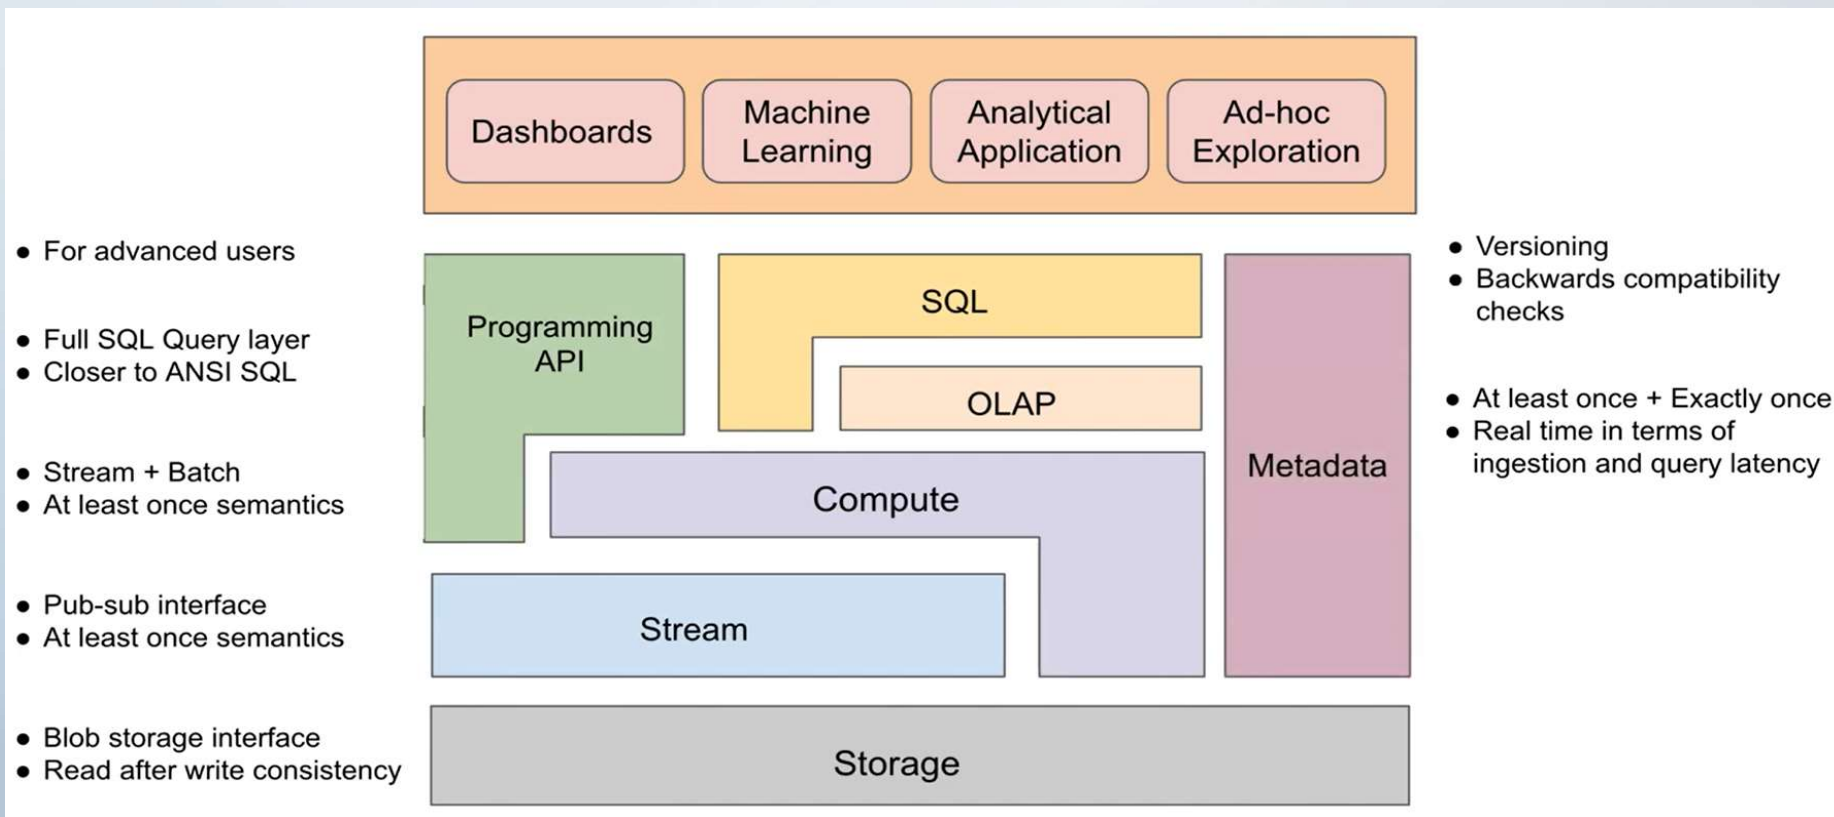 Dashboards
Machine
Learning
Analytical
Application
Ad-hoc
Exploration
● For advanced users
● Full SQL Query layer
● Closer to ANSI SQL
● Stream + Batch
● At least once semantics
● Pub-sub interface
● At least once semantics
● Blob storage interface
● Read after write consistency
Programming
API
SQL
OLAP
Compute
Stream
Storage
Metadata
● Versioning
● Backwards compatibility
checks
● At least once + Exactly once
● Real time in terms of
ingestion and query latency